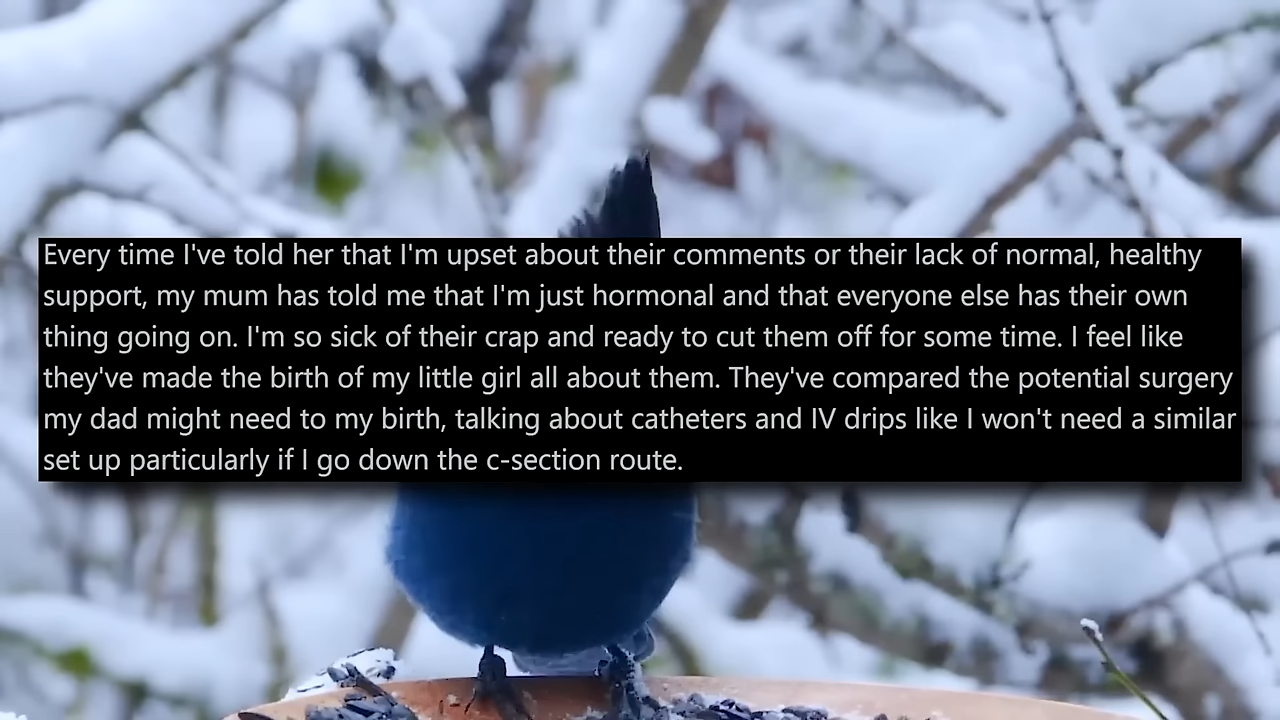 Every time I've told her that I'm upset about their comments or their lack of normal, healthy
support, my mum has told me that I'm just hormonal and that everyone else has their own
thing going on. I'm so sick of their crap and ready to cut them off for some time. I feel like
they've made the birth of my little girl all about them. They've compared the potential surgery
my dad might need to my birth, talking about catheters and IV drips like I won't need a similar
set up particularly if I go down the c-section route.